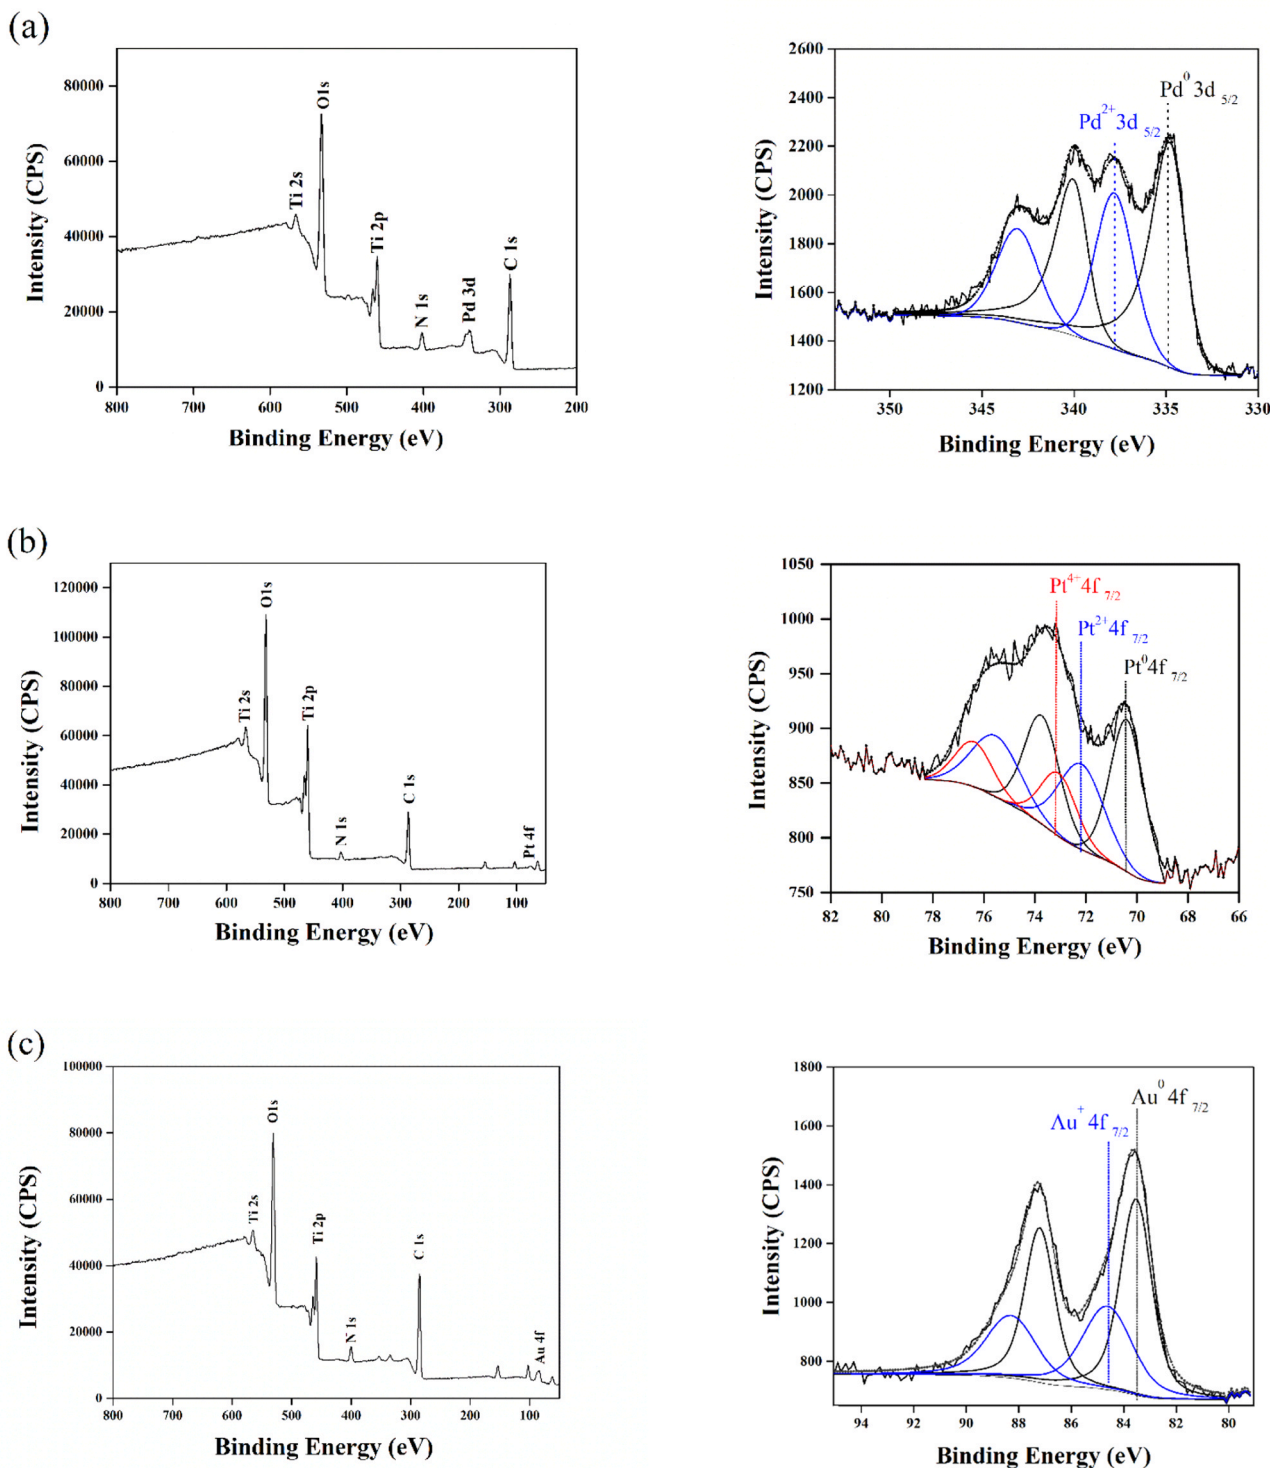 (a)
80000
60000
40000
20000
0
800
700
600
500
400
300
200
Intensity (CPS)
Binding Energy (eV)
Ti 2s
O1s
Ti 2p
N 1s
Pd 3d
C 1s
2600
2400
2200
2000
1800
1600
1400
1200
350
345
340
335
330
Intensity (CPS)
Binding Energy (eV)
Pd2+3d 5/2
Pd0 3d 5/2
(b)
120000
100000
80000
60000
40000
20000
0
800
700
600
500
400
300
200
100
Intensity (CPS)
Binding Energy (eV)
Ti 2s
O1s
Ti 2p
N 1s
C 1s
Pt 4f
1050
1000
950
900
850
800
750
82
80
78
76
74
72
70
68
66
Intensity (CPS)
Binding Energy (eV)
Pt4+4f 7/2
Pt2+4f 7/2
Pt04f 7/2
(c)
100000
80000
60000
40000
20000
0
800
700
600
500
400
300
200
100
Intensity (CPS)
Binding Energy (eV)
Ti 2s
O1s
Ti 2p
N 1s
C 1s
Au 4f
1800
1600
1400
1200
1000
800
94
92
90
88
86
84
82
80
Intensity (CPS)
Binding Energy (eV)
Au+ 4f 7/2
Au0 4f 7/2